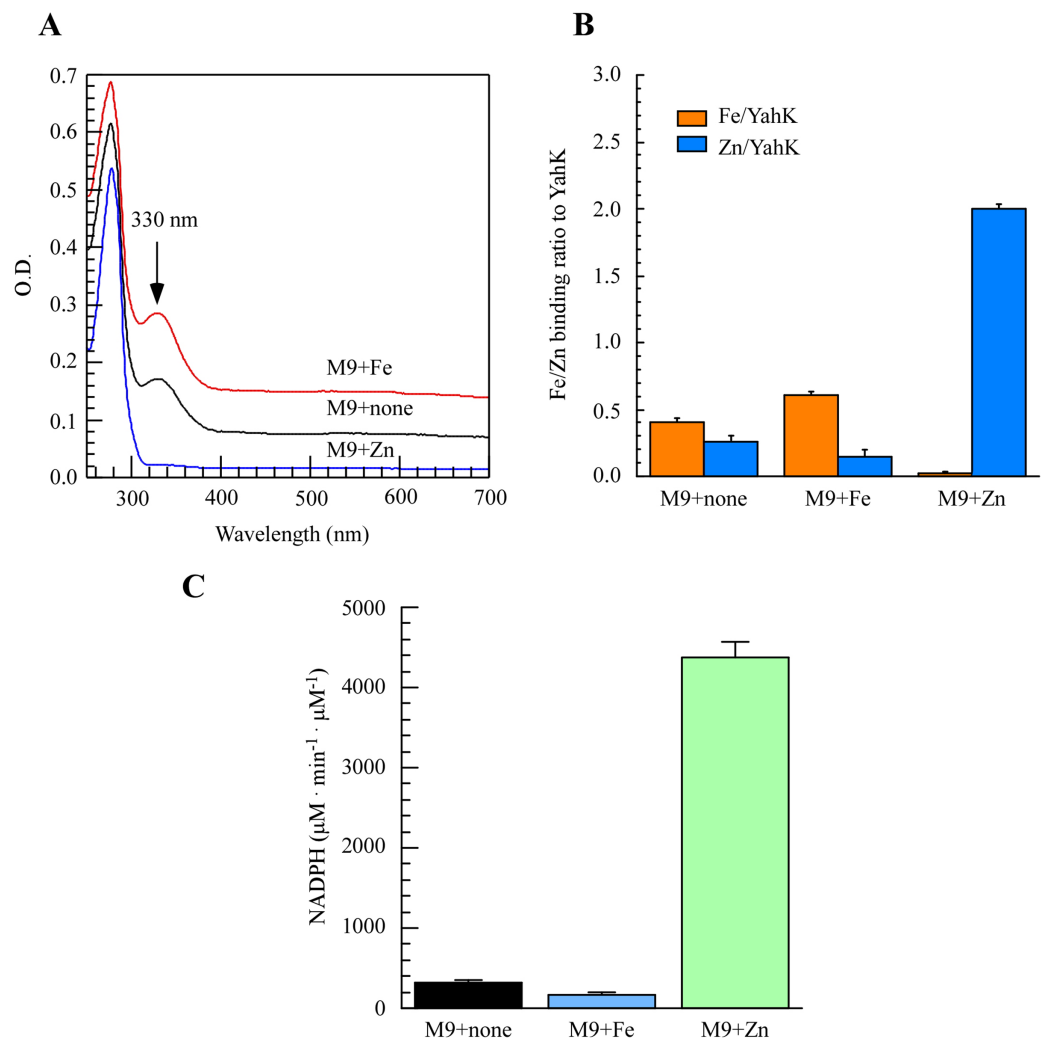 A
0.7
0.6
0.5
0.4
0.3
0.2
0.1
0.0
O.D.
330 nm
M9+Fe
M9+none
M9+Zn
300
400
500
600
700
Wavelength (nm)
B
3.0
2.5
2.0
1.5
1.0
0.5
0.0
Fe/Zn binding ratio to YahK
Fe/YahK
Zn/YahK
M9+none
M9+Fe
M9+Zn
C
5000
4000
3000
2000
1000
0
NADPH (µM · min⁻¹ · µM⁻¹)
M9+none
M9+Fe
M9+Zn